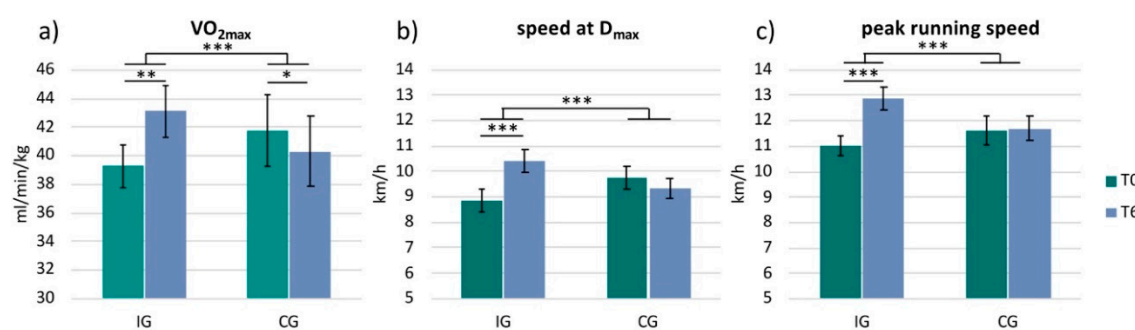 a) VO2max
b) speed at Dmax
c) peak running speed
ml/min/kg
46
44
42
40
38
36
34
32
30
***
**
*
IG
CG
km/h
14
13
12
11
10
9
8
7
6
5
***
***
IG
CG
km/h
14
13
12
11
10
9
8
7
6
5
***
***
IG
CG
T0
T6